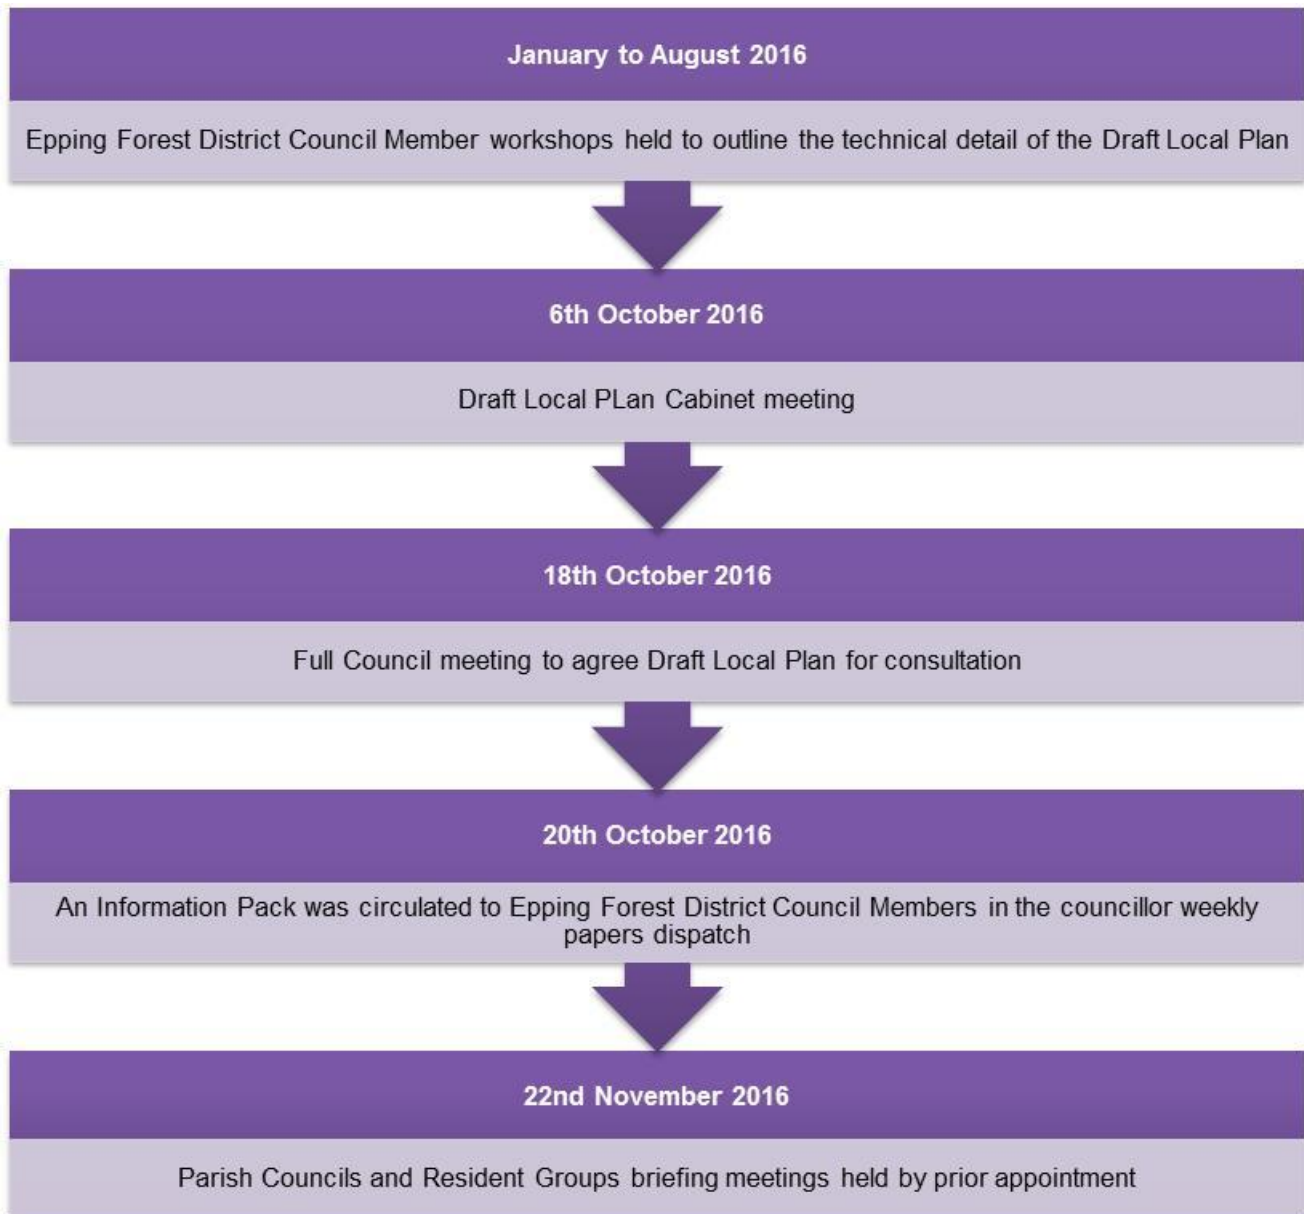 January to August 2016
Epping Forest District Council Member workshops held to outline the technical detail of the Draft Local Plan
6th October 2016
Draft Local PLan Cabinet meeting
18th October 2016
Full Council meeting to agree Draft Local Plan for consultation
20th October 2016
An Information Pack was circulated to Epping Forest District Council Members in the councillor weekly
papers dispatch
22nd November 2016
Parish Councils and Resident Groups briefing meetings held by prior appointment